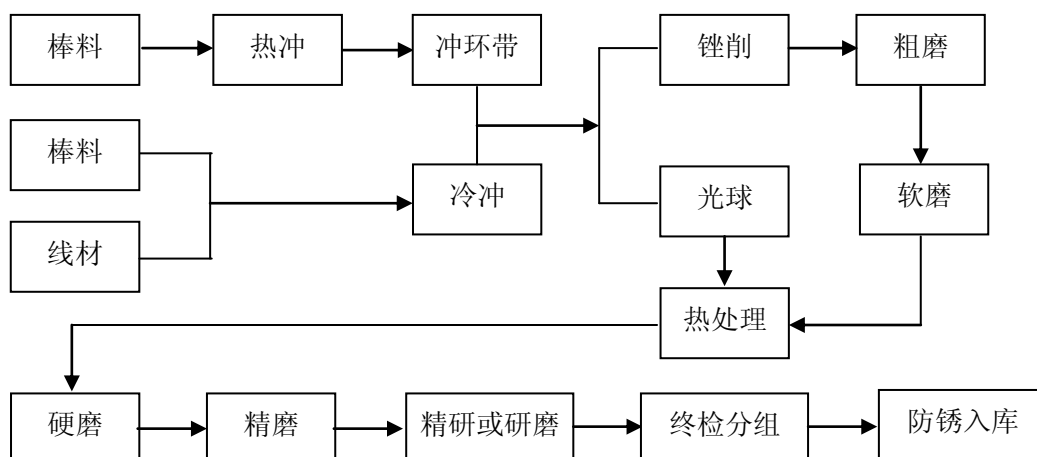 棒料
热冲
冲环带
锉削
粗磨
棒料
冷冲
光球
软磨
线材
热处理
硬磨
精磨
精研或研磨
终检分组
防锈入库